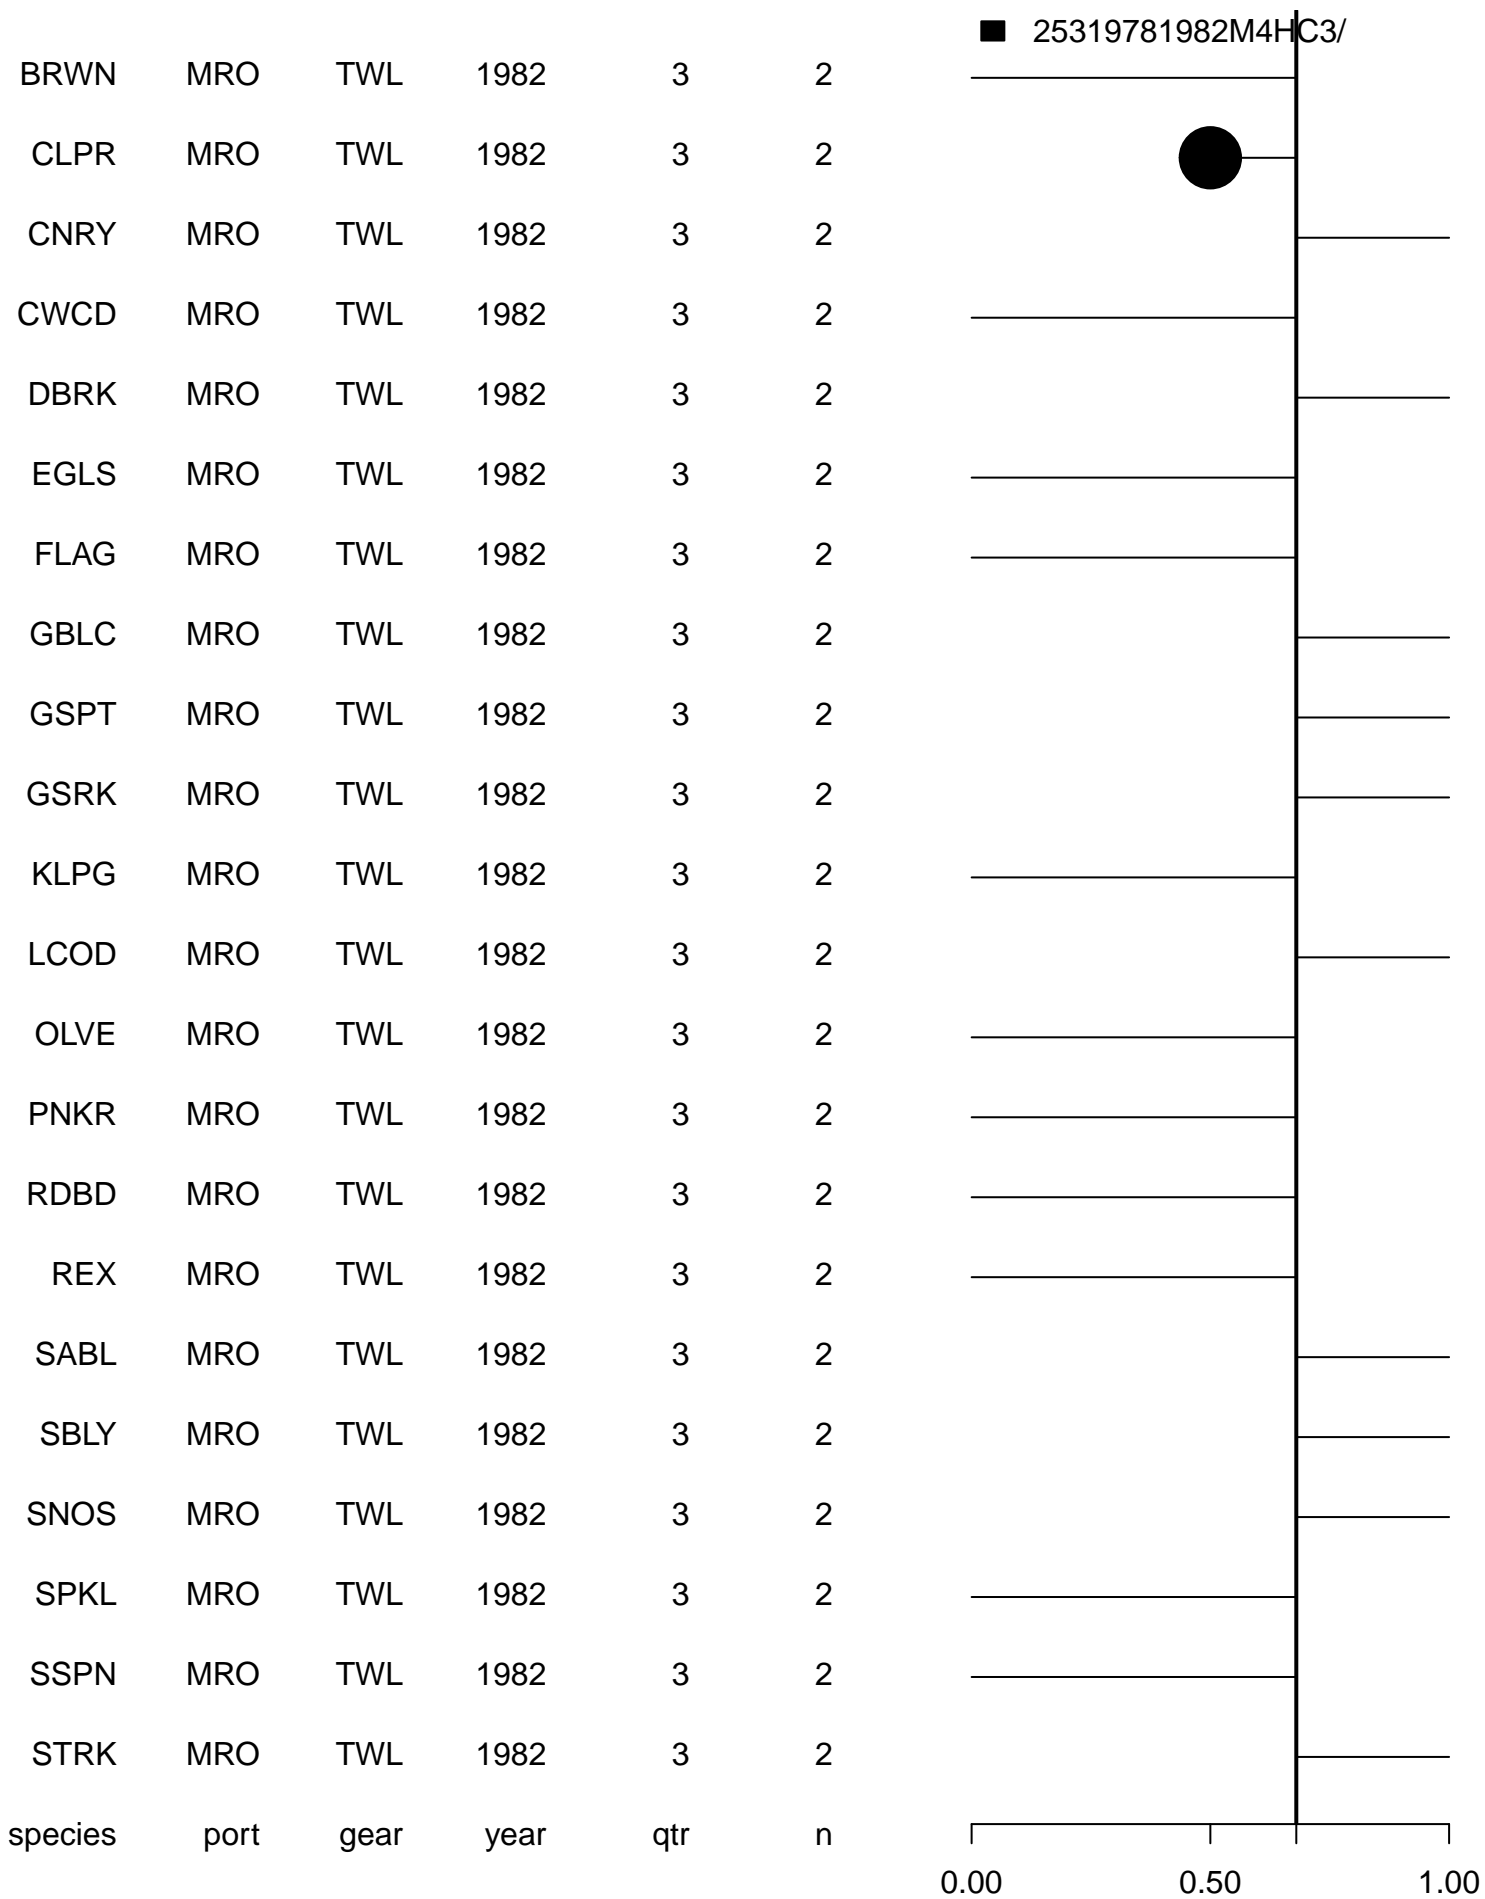 25319781982M4HC3/
BRWN MRO TWL 1982 3 2
CLPR MRO TWL 1982 3 2
CNRY MRO TWL 1982 3 2
CWCD MRO TWL 1982 3 2
DBRK MRO TWL 1982 3 2
EGLS MRO TWL 1982 3 2
FLAG MRO TWL 1982 3 2
GBLC MRO TWL 1982 3 2
GSPT MRO TWL 1982 3 2
GSRK MRO TWL 1982 3 2
KLPG MRO TWL 1982 3 2
LCOD MRO TWL 1982 3 2
OLVE MRO TWL 1982 3 2
PNKR MRO TWL 1982 3 2
RDBD MRO TWL 1982 3 2
REX MRO TWL 1982 3 2
SABL MRO TWL 1982 3 2
SBLY MRO TWL 1982 3 2
SNOS MRO TWL 1982 3 2
SPKL MRO TWL 1982 3 2
SSPN MRO TWL 1982 3 2
STRK MRO TWL 1982 3 2
species port gear year qtr n
0.00 0.50 1.00